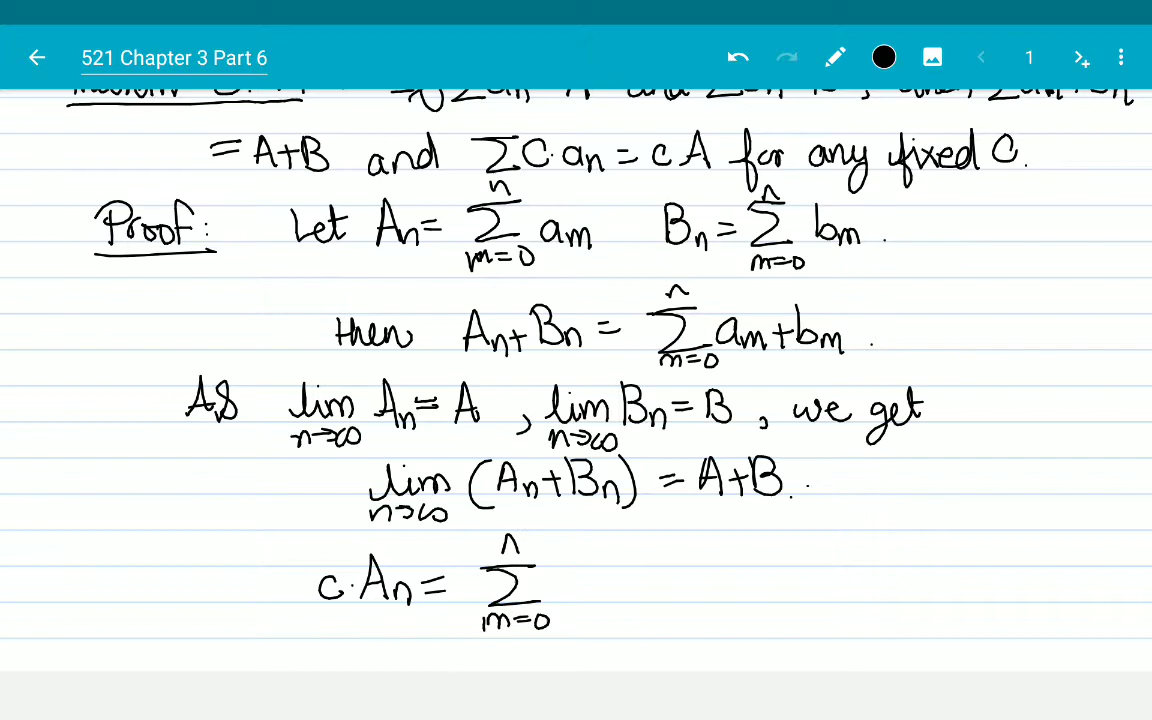 521 Chapter 3 Part 6
1
= A+B and ∑ C·an = cA for any fixed C.
Proof: Let An = ∑_{m=0}^{n} am Bn = ∑_{m=0}^{n} bm.
then An+Bn = ∑_{m=0}^{n} am+bm.
As lim_{n→∞} An = A, lim_{n→∞} Bn = B, we get
lim_{n→∞} (An+Bn) = A+B.
c·An = ∑_{m=0}^{n}